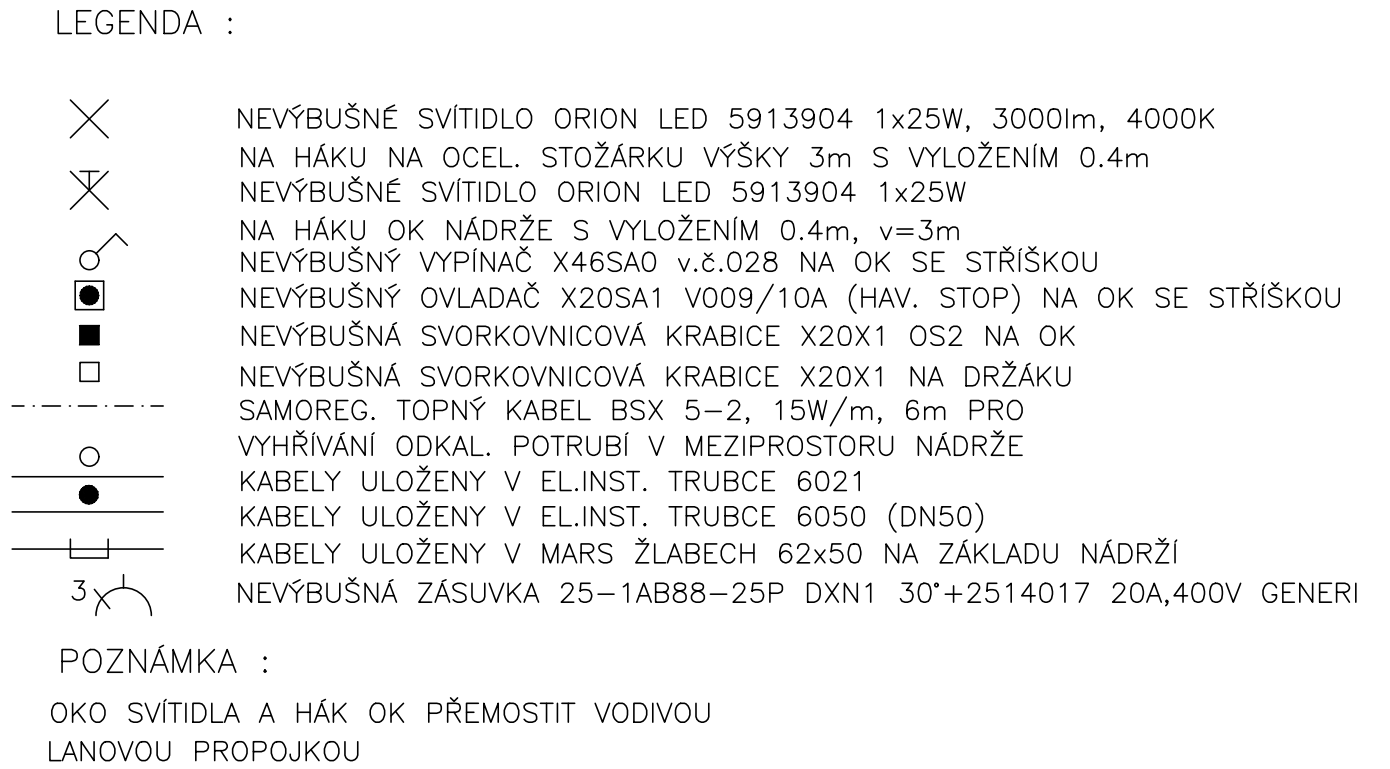 LEGENDA :
NEVÝBUŠNÉ SVÍTIDLO ORION LED 5913904 1x25W, 3000lm, 4000K
NA HÁKU NA OCEL. STOŽÁRKU VÝŠKY 3m S VYLOŽENÍM 0.4m
NEVÝBUŠNÉ SVÍTIDLO ORION LED 5913904 1x25W
NA HÁKU OK NÁDRŽE S VYLOŽENÍM 0.4m, v=3m
NEVÝBUŠNÝ VYPÍNAČ X46SA0 v.č.028 NA OK SE STŘÍŠKOU
NEVÝBUŠNÝ OVLADAČ X20SA1 V009/10A (HAV. STOP) NA OK SE STŘÍŠKOU
NEVÝBUŠNÁ SVORKOVNICOVÁ KRABICE X20X1 OS2 NA OK
NEVÝBUŠNÁ SVORKOVNICOVÁ KRABICE X20X1 NA DRŽÁKU
SAMOREG. TOPNÝ KABEL BSX 5-2, 15W/m, 6m PRO
VYHŘÍVÁNÍ ODKAL. POTRUBÍ V MEZIPROSTORU NÁDRŽE
KABELY ULOŽENY V EL.INST. TRUBCE 6021
KABELY ULOŽENY V EL.INST. TRUBCE 6050 (DN50)
KABELY ULOŽENY V MARS ŽLABECH 62x50 NA ZÁKLADU NÁDRŽÍ
3 NEVÝBUŠNÁ ZÁSUVKA 25-1AB88-25P DXN1 30°+2514017 20A,400V GENERI
POZNÁMKA :
OKO SVÍTIDLA A HÁK OK PŘEMOSTIT VODIVOU
LANOVOU PROPOJKOU